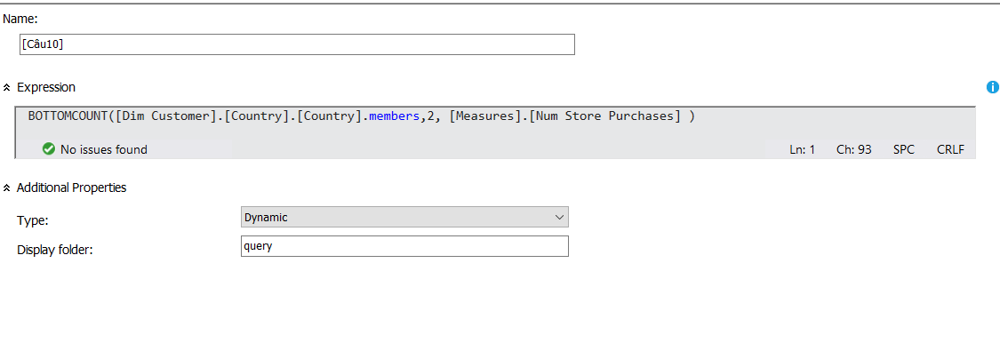 Name:
[Câu10]
Expression
BOTTOMCOUNT([Dim Customer].[Country].[Country].members,2, [Measures].[Num Store Purchases] )
No issues found Ln: 1 Ch: 93 SPC CRLF
Additional Properties
Type: Dynamic
Display folder: query